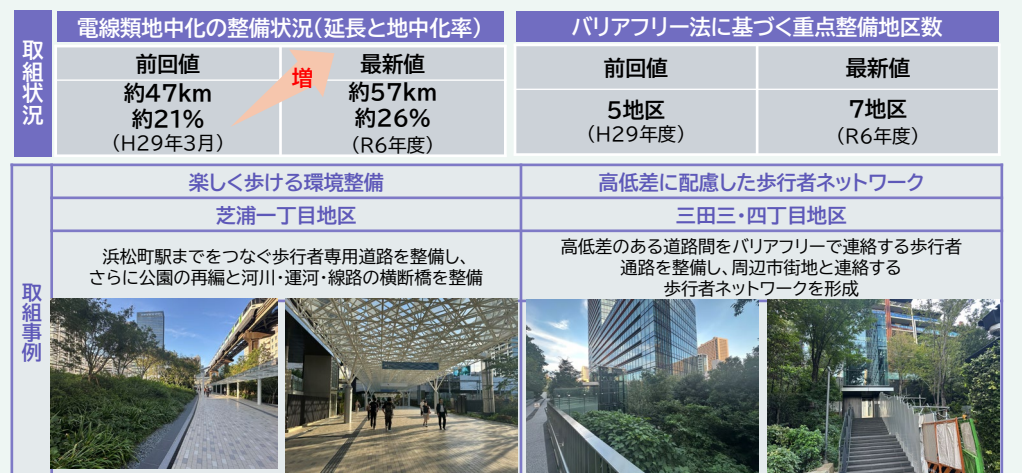 取組状況
電線類地中化の整備状況(延長と地中化率)
前回値
最新値
増
約47km
約21%
(H29年3月)
約57km
約26%
(R6年度)
バリアフリー法に基づく重点整備地区数
前回値
最新値
5地区
(H29年度)
7地区
(R6年度)
取組事例
楽しく歩ける環境整備
芝浦一丁目地区
浜松町駅までをつなぐ歩行者専用道路を整備し、
さらに公園の再編と河川・運河・線路の横断橋を整備
高低差に配慮した歩行者ネットワーク
三田三・四丁目地区
高低差のある道路間をバリアフリーで連絡する歩行者
通路を整備し、周辺市街地と連絡する
歩行者ネットワークを形成